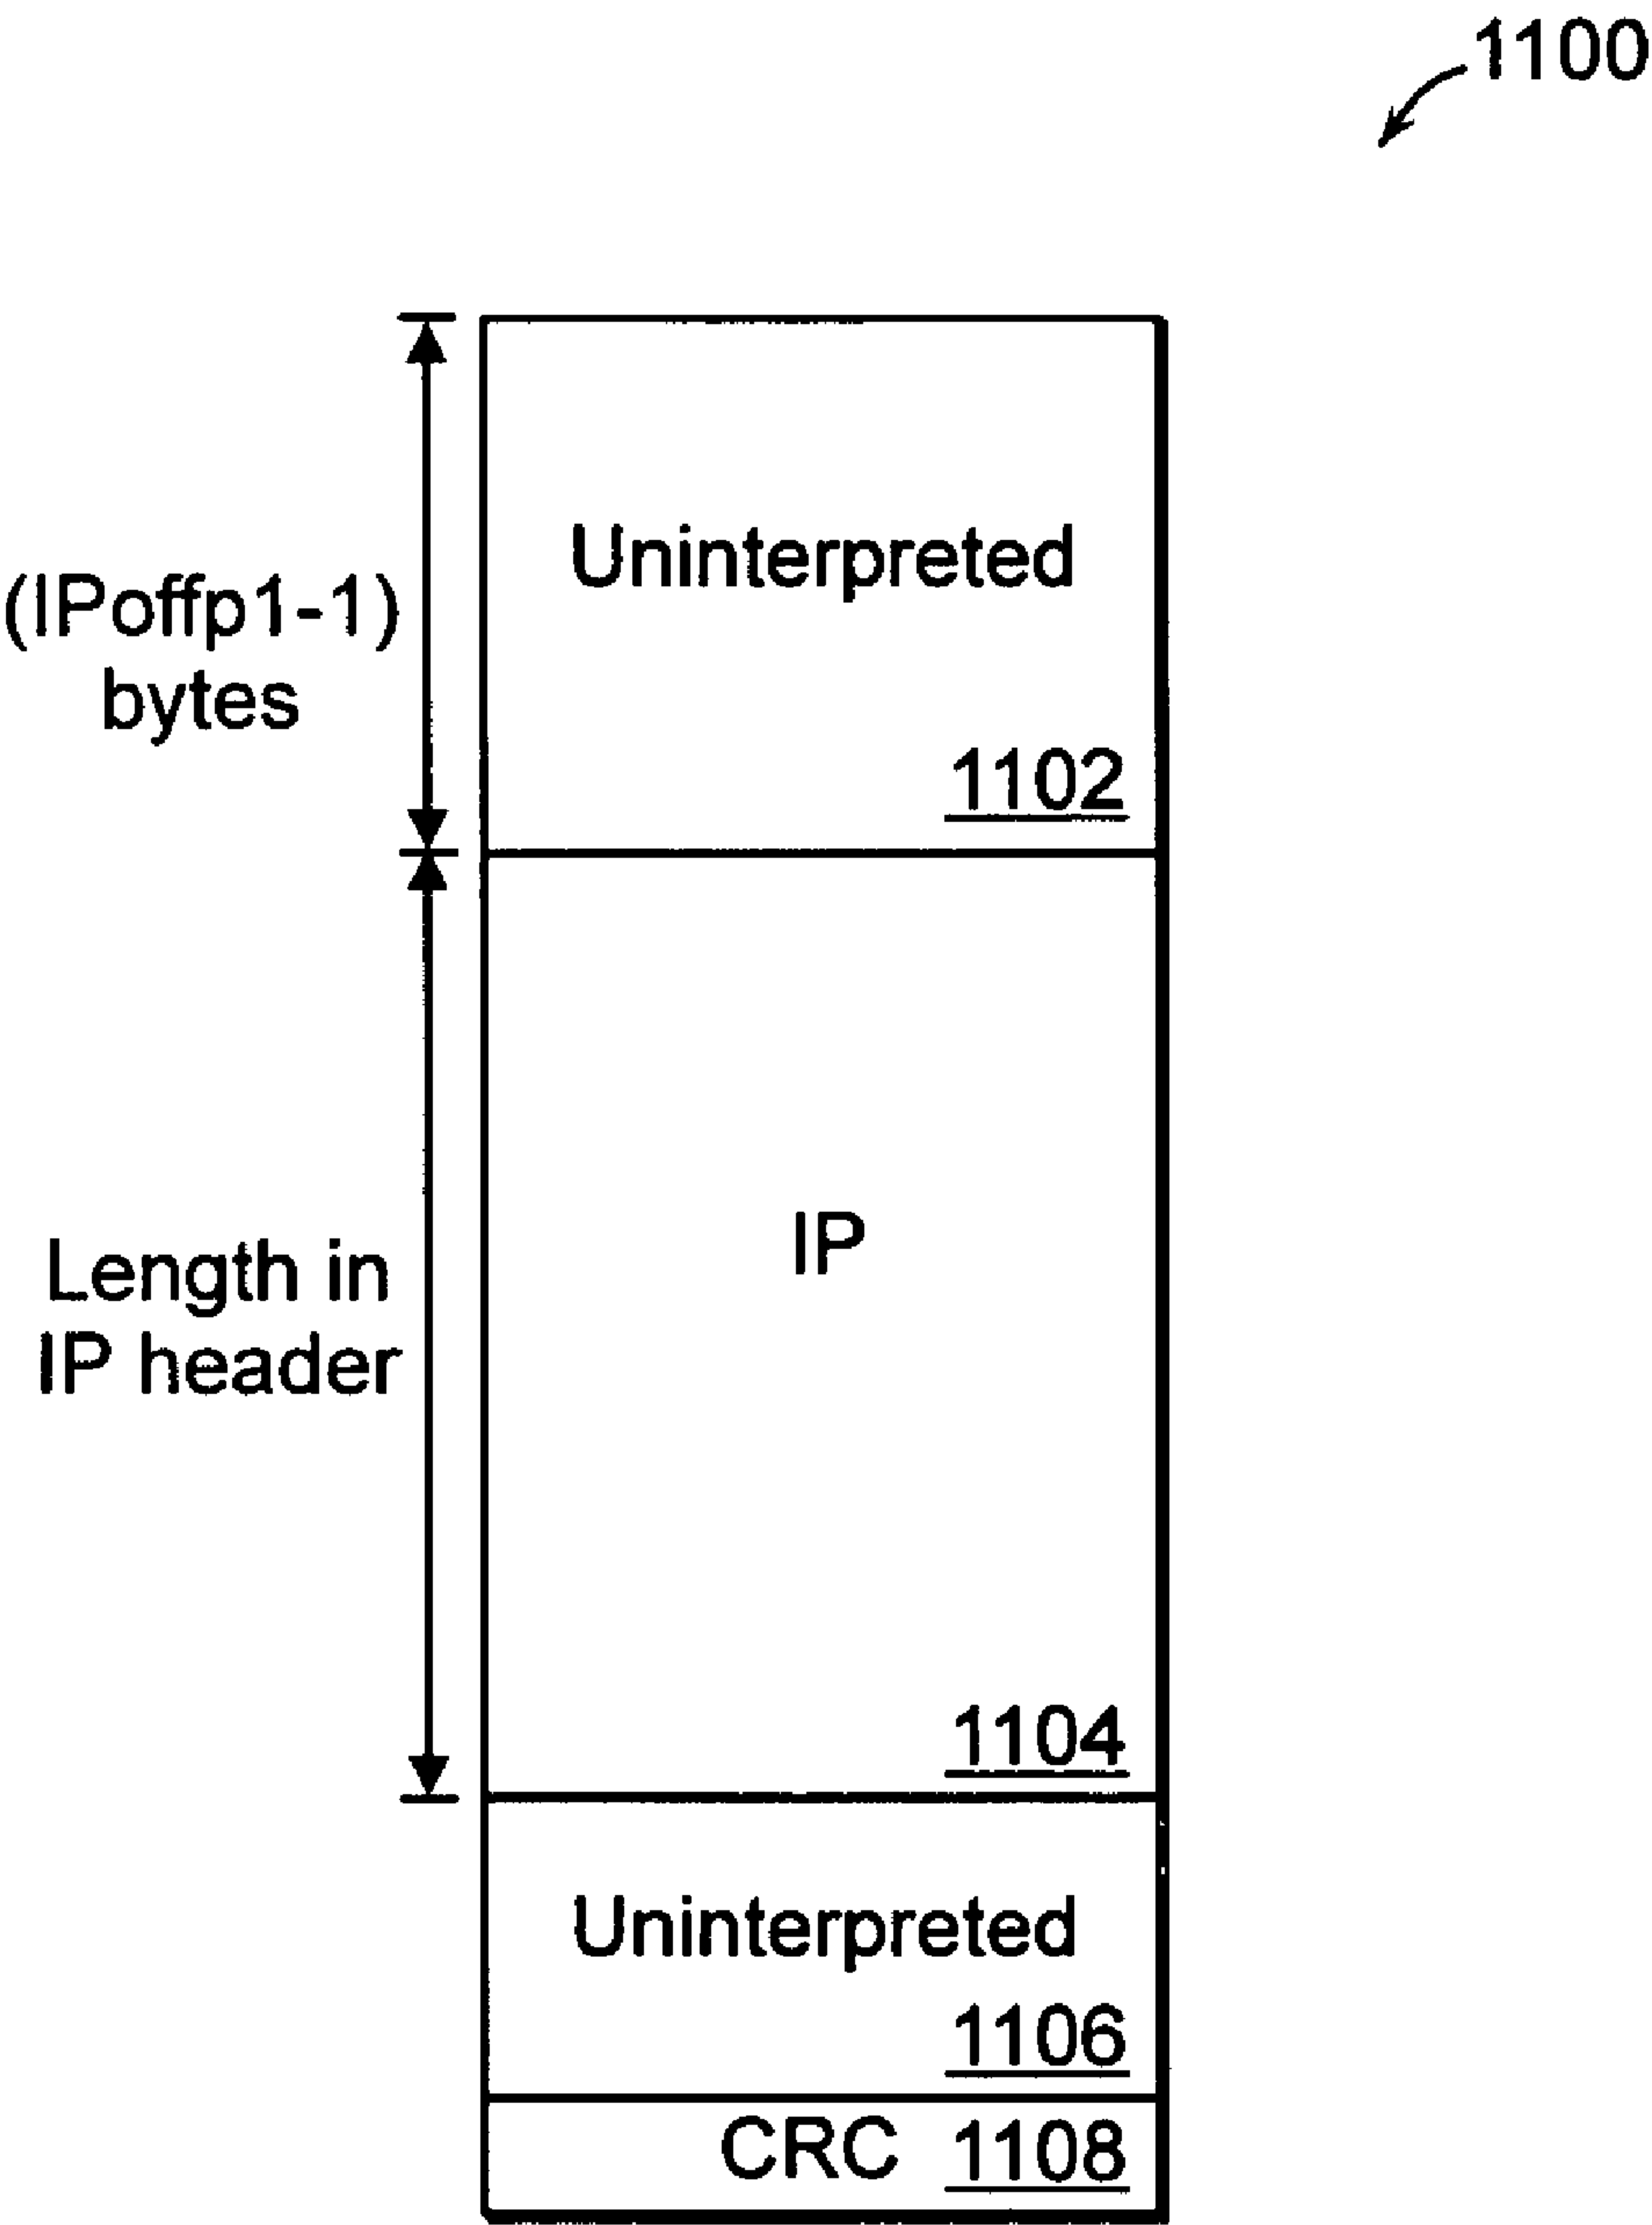 1100
Uninterpreted
(IPoffp1-1)
bytes
1102
IP
Length in
IP header
1104
Uninterpreted
1106
CRC 1108